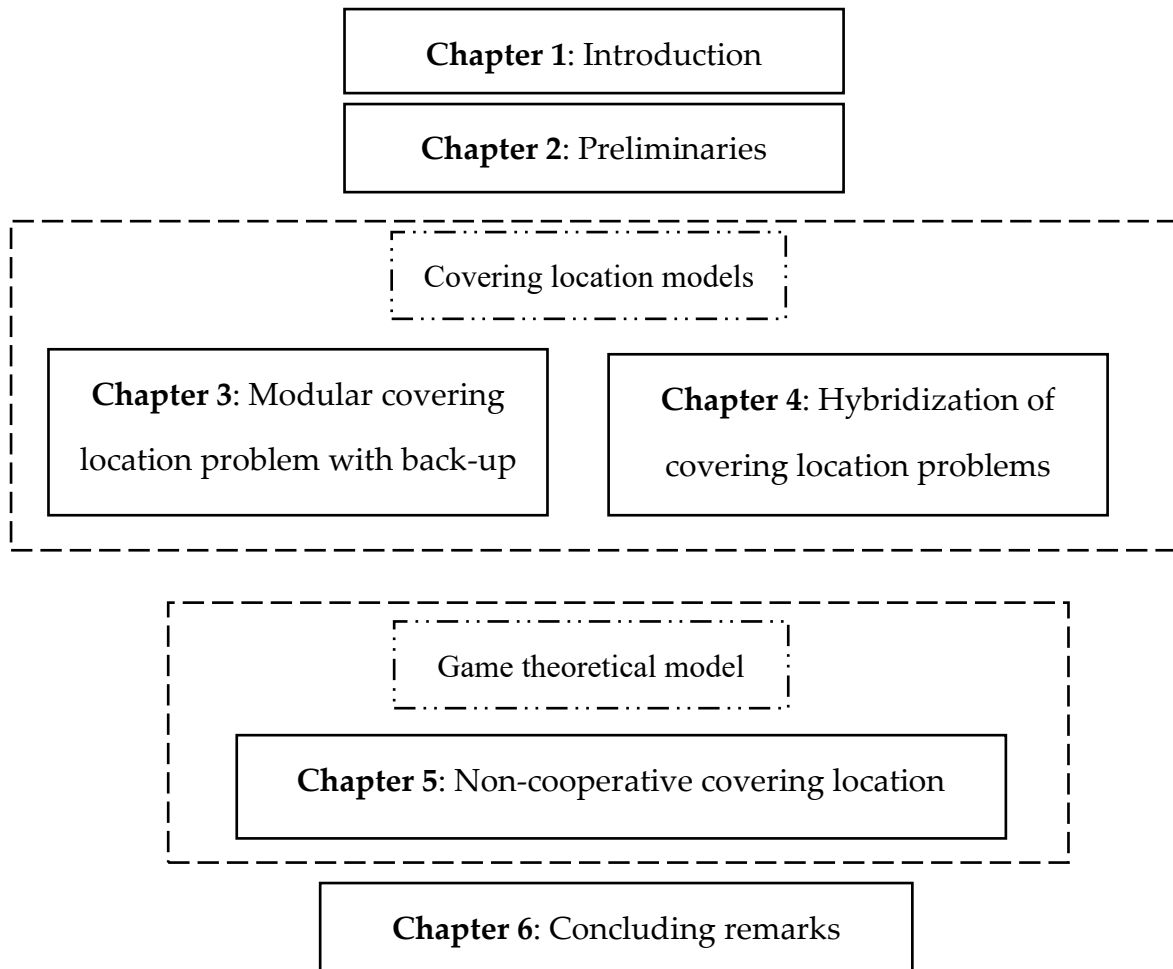 Chapter 1: Introduction
Chapter 2: Preliminaries
Covering location models
Chapter 3: Modular covering
location problem with back-up
Chapter 4: Hybridization of
covering location problems
Game theoretical model
Chapter 5: Non-cooperative covering location
Chapter 6: Concluding remarks